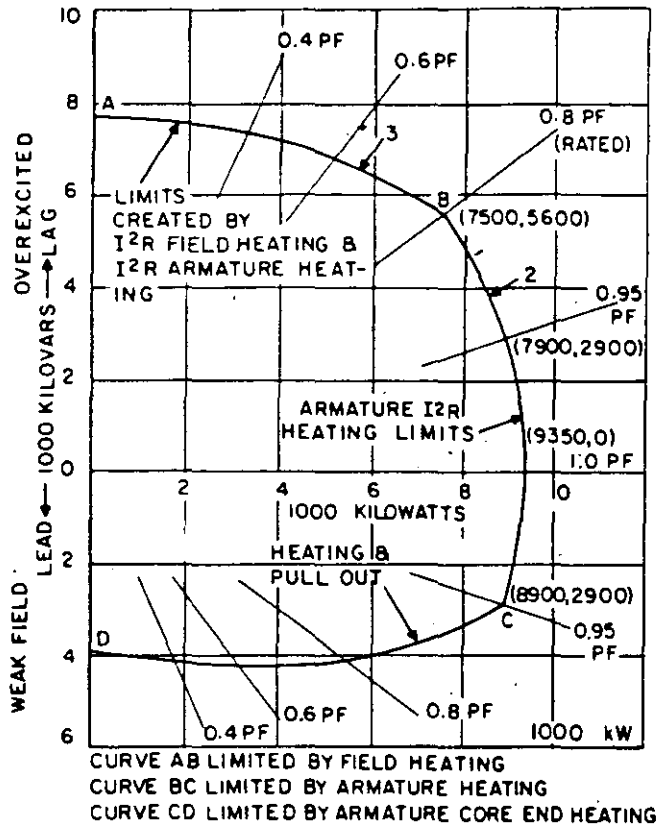 10
0.4 PF
0.6 PF
8
A
0.8 PF
(RATED)
3
LIMITS
CREATED BY
I²R FIELD HEATING &
I²R ARMATURE HEAT-
ING
6
B
(7500,5600)
4
2
0.95
PF
(7900,2900)
2
ARMATURE I²R
HEATING LIMITS
(9350,0)
1.0 PF
0
2
4
6
8
10
1000 KILOWATTS
HEATING &
PULL OUT
2
(8900,2900)
C
0.95
PF
D
4
0.4 PF
0.6 PF
0.8 PF
6
1000 kW
OVEREXCITED
LAG
1000 KILOVARS
LEAD
WEAK FIELD
CURVE AB LIMITED BY FIELD HEATING
CURVE BC LIMITED BY ARMATURE HEATING
CURVE CD LIMITED BY ARMATURE CORE END HEATING